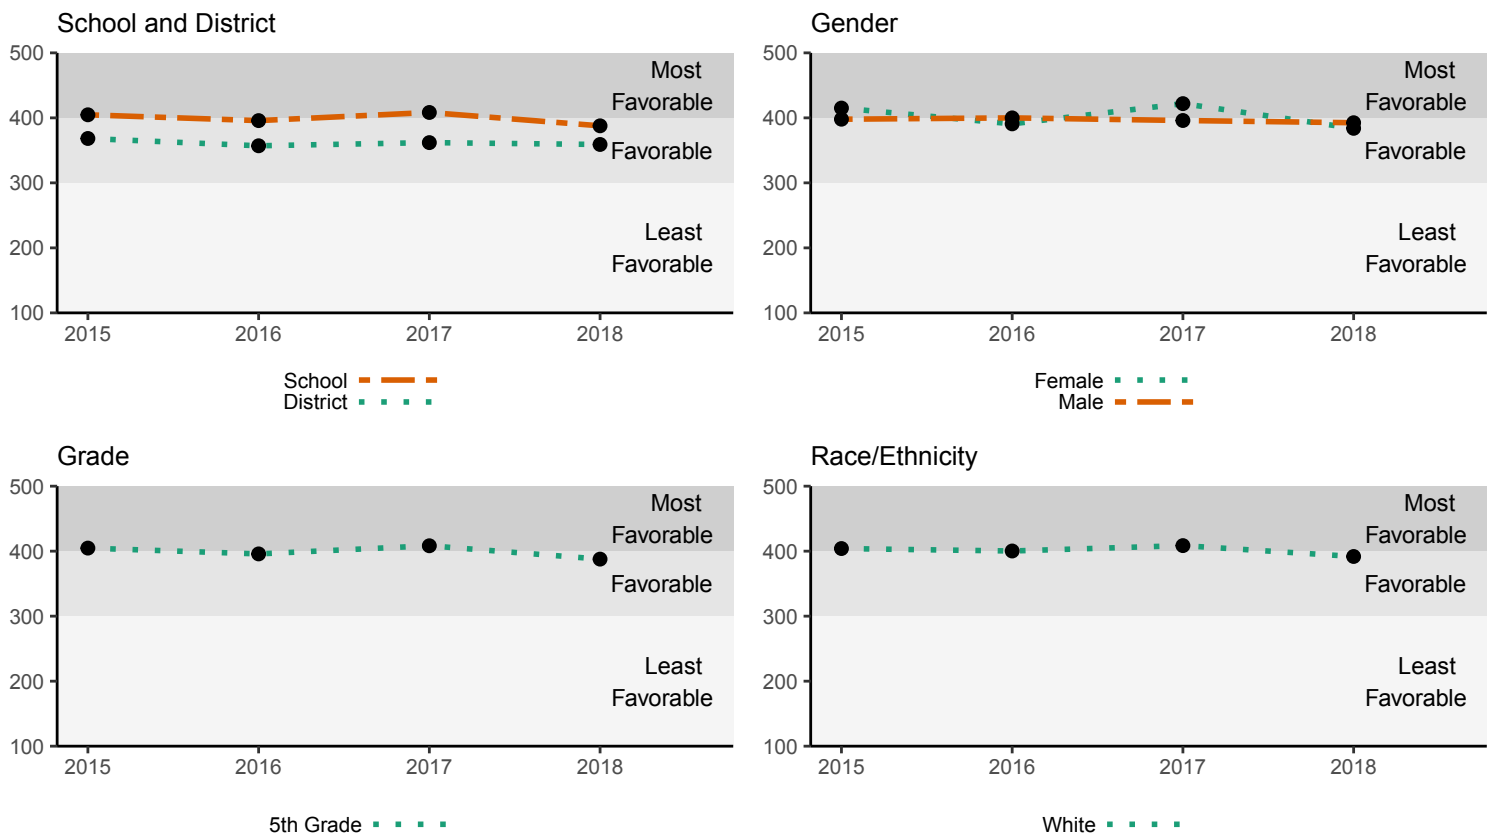 School and District
500
400
300
200
100
Most
Favorable
Favorable
Least
Favorable
2015 2016 2017 2018
School
District
Gender
500
400
300
200
100
Most
Favorable
Favorable
Least
Favorable
2015 2016 2017 2018
Female
Male
Grade
500
400
300
200
100
Most
Favorable
Favorable
Least
Favorable
2015 2016 2017 2018
5th Grade
Race/Ethnicity
500
400
300
200
100
Most
Favorable
Favorable
Least
Favorable
2015 2016 2017 2018
White